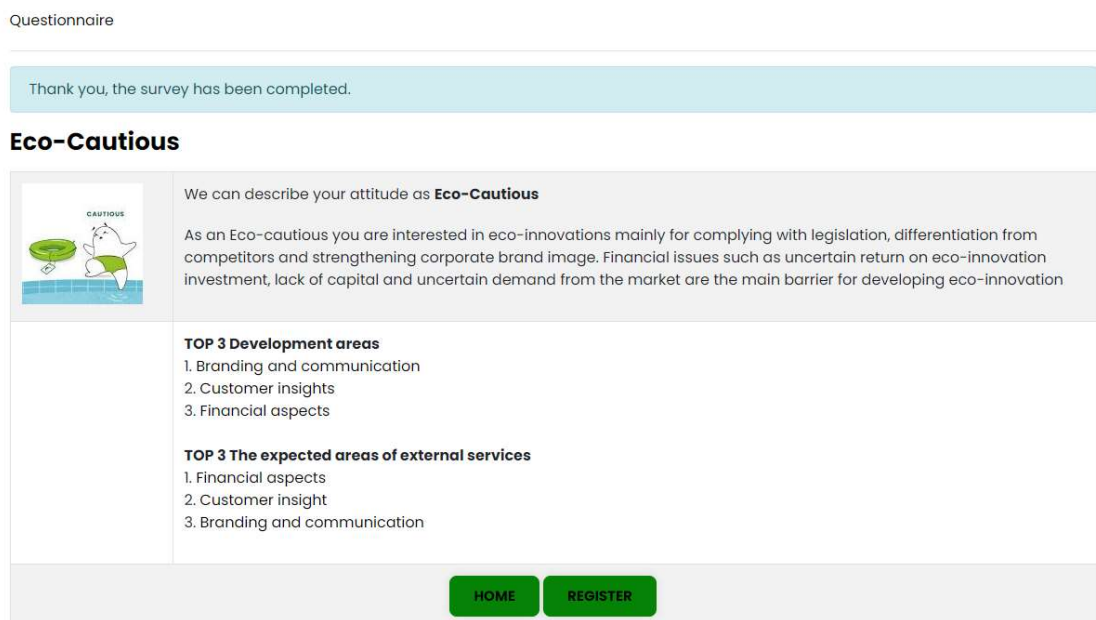 Questionnaire
Thank you, the survey has been completed.
Eco-Cautious
CAUTIOUS
We can describe your attitude as Eco-Cautious
As an Eco-cautious you are interested in eco-innovations mainly for complying with legislation, differentiation from
competitors and strengthening corporate brand image. Financial issues such as uncertain return on eco-innovation
investment, lack of capital and uncertain demand from the market are the main barrier for developing eco-innovation
TOP 3 Development areas
1. Branding and communication
2. Customer insights
3. Financial aspects
TOP 3 The expected areas of external services
1. Financial aspects
2. Customer insight
3. Branding and communication
HOME REGISTER